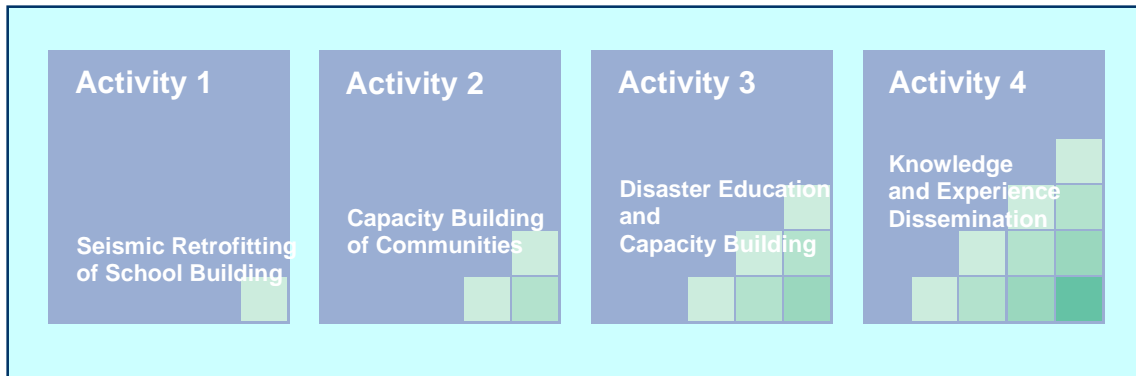 Activity 1
Seismic Retrofitting
of School Building
Activity 2
Capacity Building
of Communities
Activity 3
Disaster Education
and
Capacity Building
Activity 4
Knowledge
and Experience
Dissemination